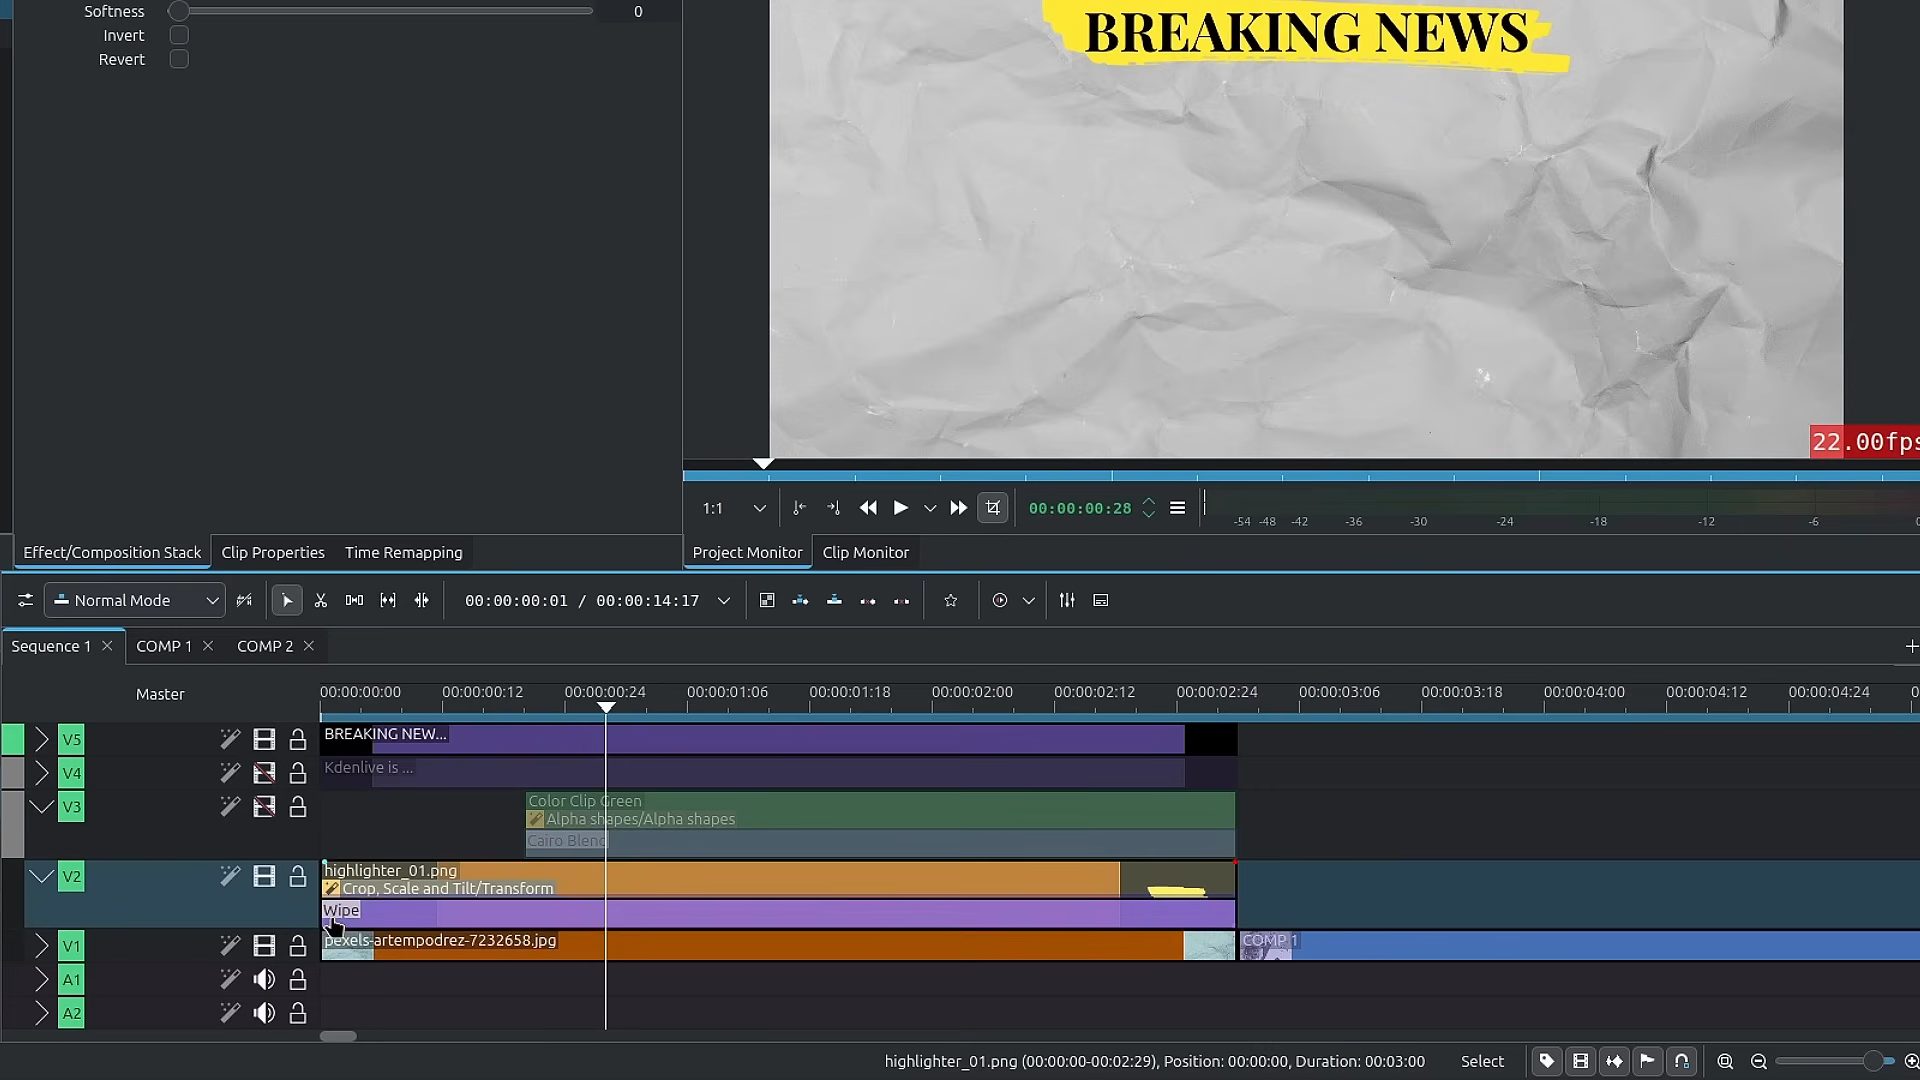 Softness 0
Invert
Revert
BREAKING NEWS
22.00fps
1:1 00:00:00:28 -54 -48 -42 -36 -30 -24 -18 -12 -6
Effect/Composition Stack Clip Properties Time Remapping Project Monitor Clip Monitor
Normal Mode 00:00:00:01 / 00:00:14:17
Sequence 1 COMP 1 COMP 2
Master 00:00:00:00 00:00:00:12 00:00:00:24 00:00:01:06 00:00:01:18 00:00:02:00 00:00:02:12 00:00:02:24 00:00:03:06 00:00:03:18 00:00:04:00 00:00:04:12 00:00:04:24
V5 BREAKING NEW...
V4 Kdenlive is ...
V3 Color Clip Green
Alpha shapes/Alpha shapes
Cairo Blend
V2 highlighter_01.png
Crop, Scale and Tilt/Transform
Wipe
V1 pexels-artempodrez-7232658.jpg COMP 1
A1
A2
highlighter_01.png (00:00:00-00:02:29), Position: 00:00:00, Duration: 00:03:00 Select